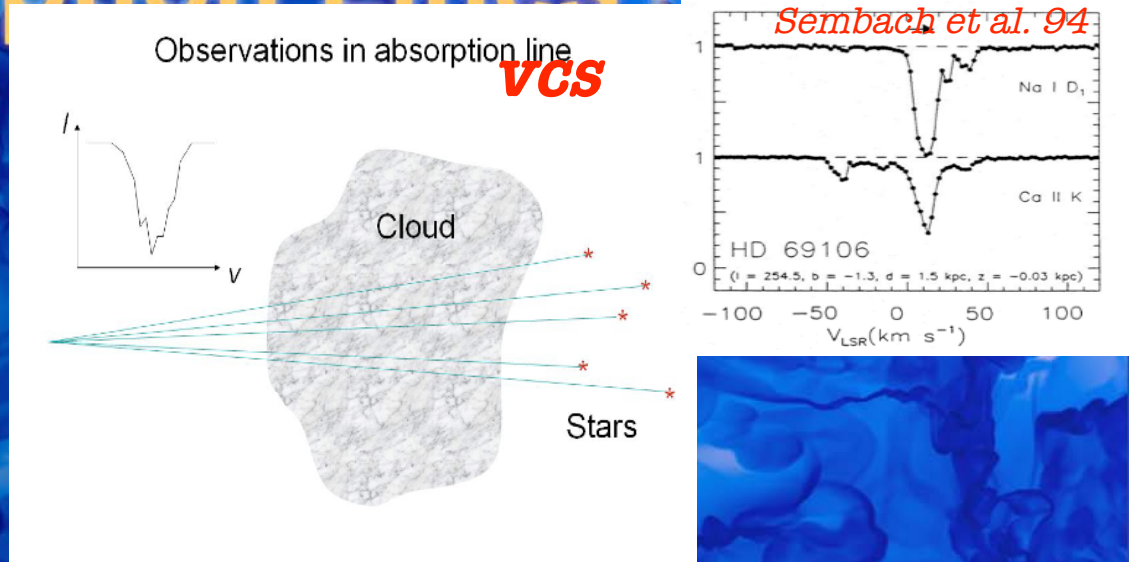 Observations in absorption line
VCS
I
v
Cloud
Stars
Sembach et al. 94
1
Na I D₁
1
Ca II K
HD 69106
0
(l = 254.5, b = −1.3, d = 1.5 kpc, z = −0.03 kpc)
−100 −50 0 50 100
V_LSR(km s⁻¹)